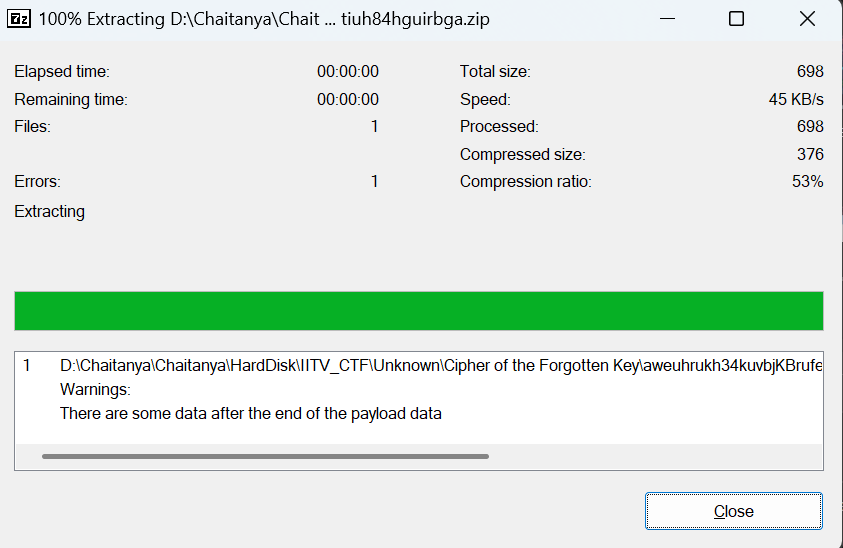 7z 100% Extracting D:\Chaitanya\Chait ... tiuh84hguirbga.zip
Elapsed time: 00:00:00 Total size: 698
Remaining time: 00:00:00 Speed: 45 KB/s
Files: 1 Processed: 698
Compressed size: 376
Errors: 1 Compression ratio: 53%
Extracting
1 D:\Chaitanya\Chaitanya\HardDisk\IITV_CTF\Unknown\Cipher of the Forgotten Key\aweuhrukh34kuvbjKBrufe
Warnings:
There are some data after the end of the payload data
Close